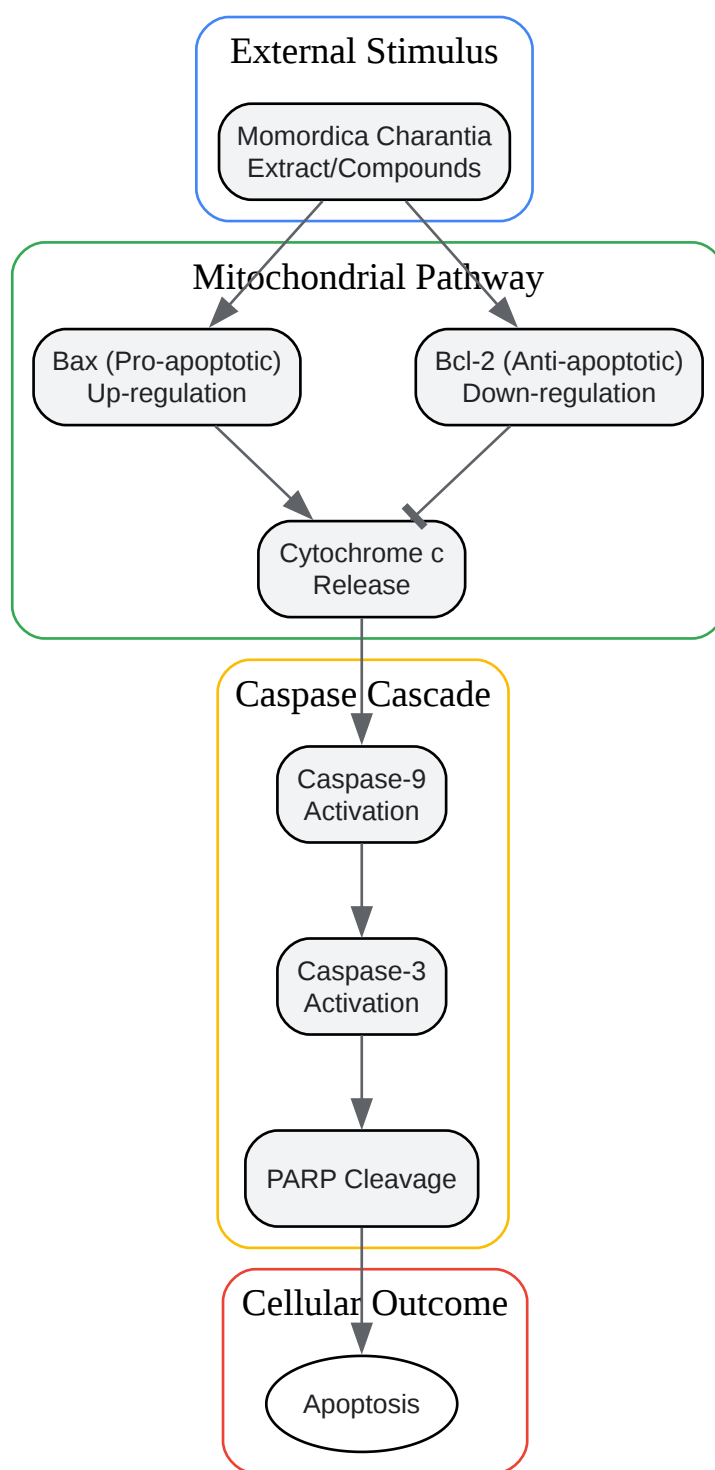 External Stimulus
Momordica Charantia
Extract/Compounds
Mitochondrial Pathway
Bax (Pro-apoptotic)
Up-regulation
Bcl-2 (Anti-apoptotic)
Down-regulation
Cytochrome c
Release
Caspase Cascade
Caspase-9
Activation
Caspase-3
Activation
PARP Cleavage
Cellular Outcome
Apoptosis